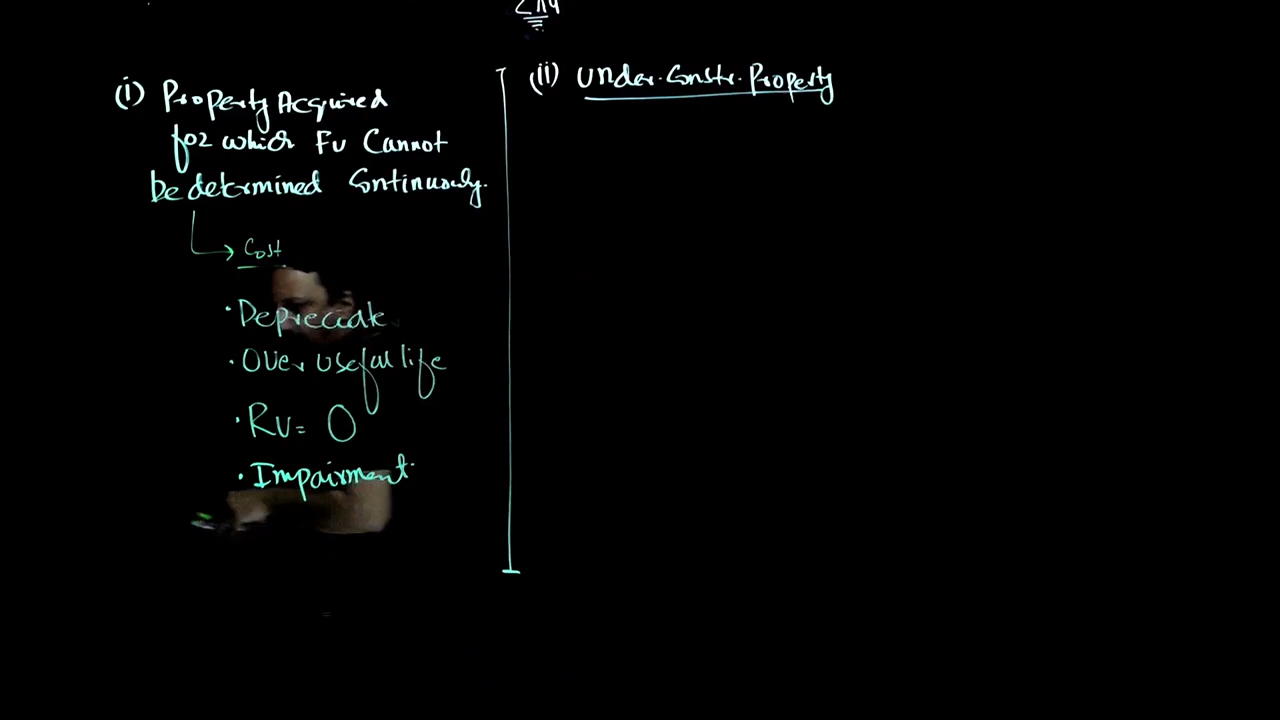 (i) Property Acquired
for which FV Cannot
be determined Continuously.
Cost
• Depreciate
• Over useful life
• RV = 0
• Impairment.
(ii) Under. Constr. Property